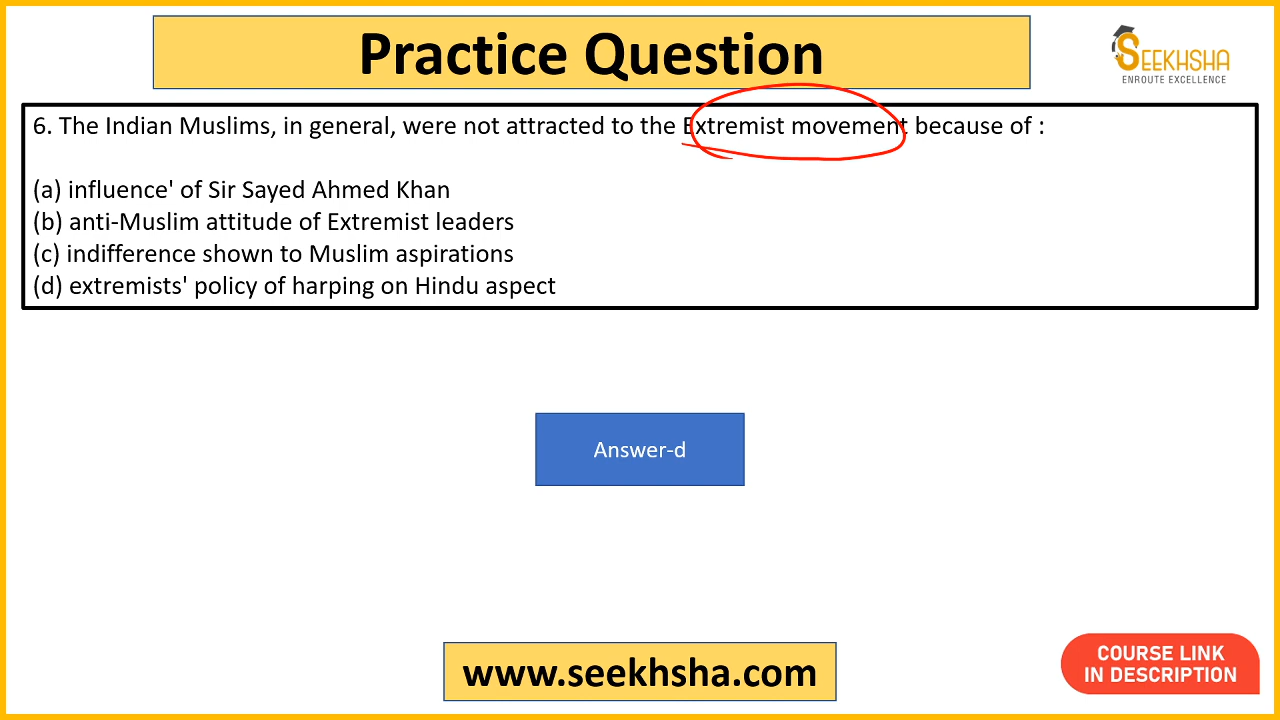 Practice Question
SEEKHSHA
ENROUTE EXCELLENCE
6. The Indian Muslims, in general, were not attracted to the Extremist movement because of :
(a) influence' of Sir Sayed Ahmed Khan
(b) anti-Muslim attitude of Extremist leaders
(c) indifference shown to Muslim aspirations
(d) extremists' policy of harping on Hindu aspect
Answer-d
www.seekhsha.com
COURSE LINK
IN DESCRIPTION